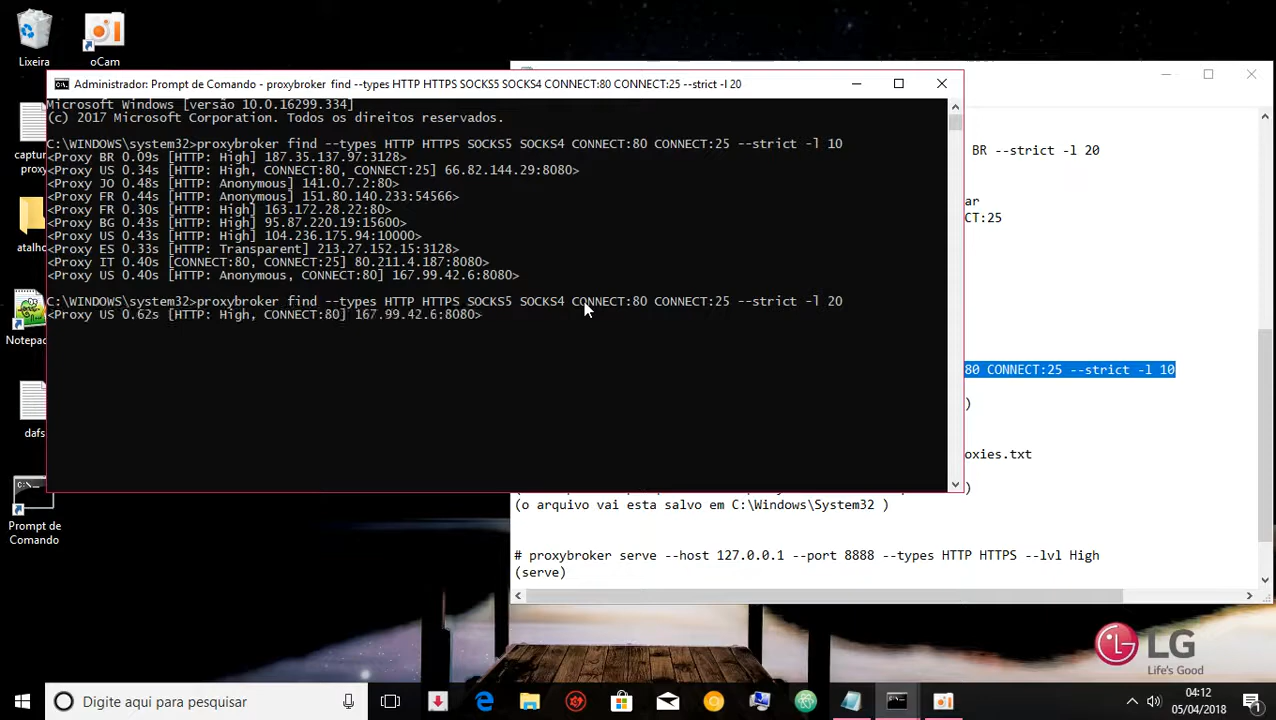 Lixeira
oCam
captur
proxy
atalho
Notepa
dafs
Prompt de
Comando
Administrador: Prompt de Comando - proxybroker find --types HTTP HTTPS SOCKS5 SOCKS4 CONNECT:80 CONNECT:25 --strict -l 20
Microsoft Windows [versão 10.0.16299.334]
(c) 2017 Microsoft Corporation. Todos os direitos reservados.
C:\WINDOWS\system32>proxybroker find --types HTTP HTTPS SOCKS5 SOCKS4 CONNECT:80 CONNECT:25 --strict -l 10
<Proxy BR 0.09s [HTTP: High] 187.35.137.97:3128>
<Proxy US 0.34s [HTTP: High, CONNECT:80, CONNECT:25] 66.82.144.29:8080>
<Proxy JO 0.48s [HTTP: Anonymous] 141.0.7.2:80>
<Proxy FR 0.44s [HTTP: Anonymous] 151.80.140.233:54566>
<Proxy FR 0.30s [HTTP: High] 163.172.28.22:80>
<Proxy BG 0.43s [HTTP: High] 95.87.220.19:15600>
<Proxy US 0.43s [HTTP: High] 104.236.175.94:10000>
<Proxy ES 0.33s [HTTP: Transparent] 213.27.152.15:3128>
<Proxy IT 0.40s [CONNECT:80, CONNECT:25] 80.211.4.187:8080>
<Proxy US 0.40s [HTTP: Anonymous, CONNECT:80] 167.99.42.6:8080>
C:\WINDOWS\system32>proxybroker find --types HTTP HTTPS SOCKS5 SOCKS4 CONNECT:80 CONNECT:25 --strict -l 20
<Proxy US 0.62s [HTTP: High, CONNECT:80] 167.99.42.6:8080>
BR --strict -l 20
ar
CT:25
80 CONNECT:25 --strict -l 10
)
oxies.txt
)
(o arquivo vai esta salvo em C:\Windows\System32 )
# proxybroker serve --host 127.0.0.1 --port 8888 --types HTTP HTTPS --lvl High
(serve)
LG
Life's Good
Digite aqui para pesquisar
04:12
05/04/2018
1